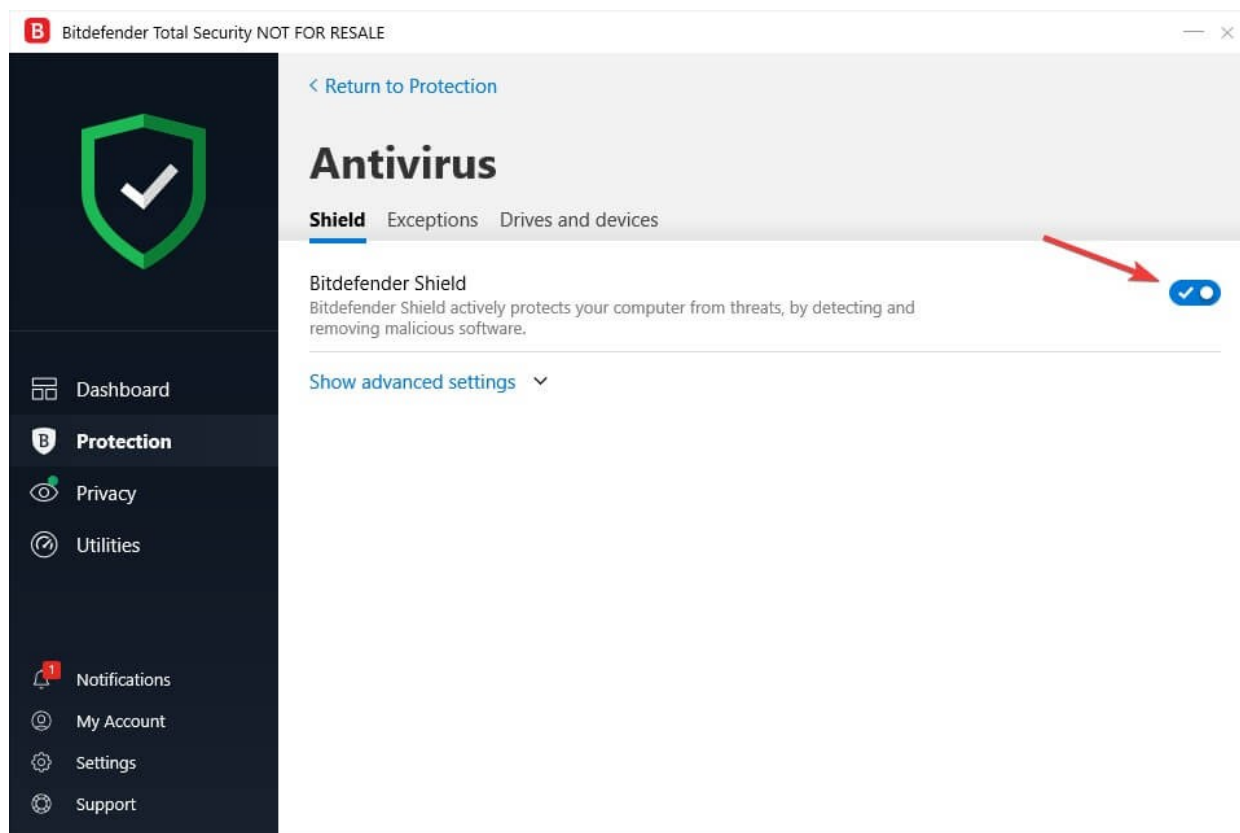 B Bitdefender Total Security NOT FOR RESALE
< Return to Protection
Antivirus
Shield Exceptions Drives and devices
Bitdefender Shield
Bitdefender Shield actively protects your computer from threats, by detecting and
removing malicious software.
Show advanced settings
Dashboard
B Protection
Privacy
Utilities
1 Notifications
My Account
Settings
Support